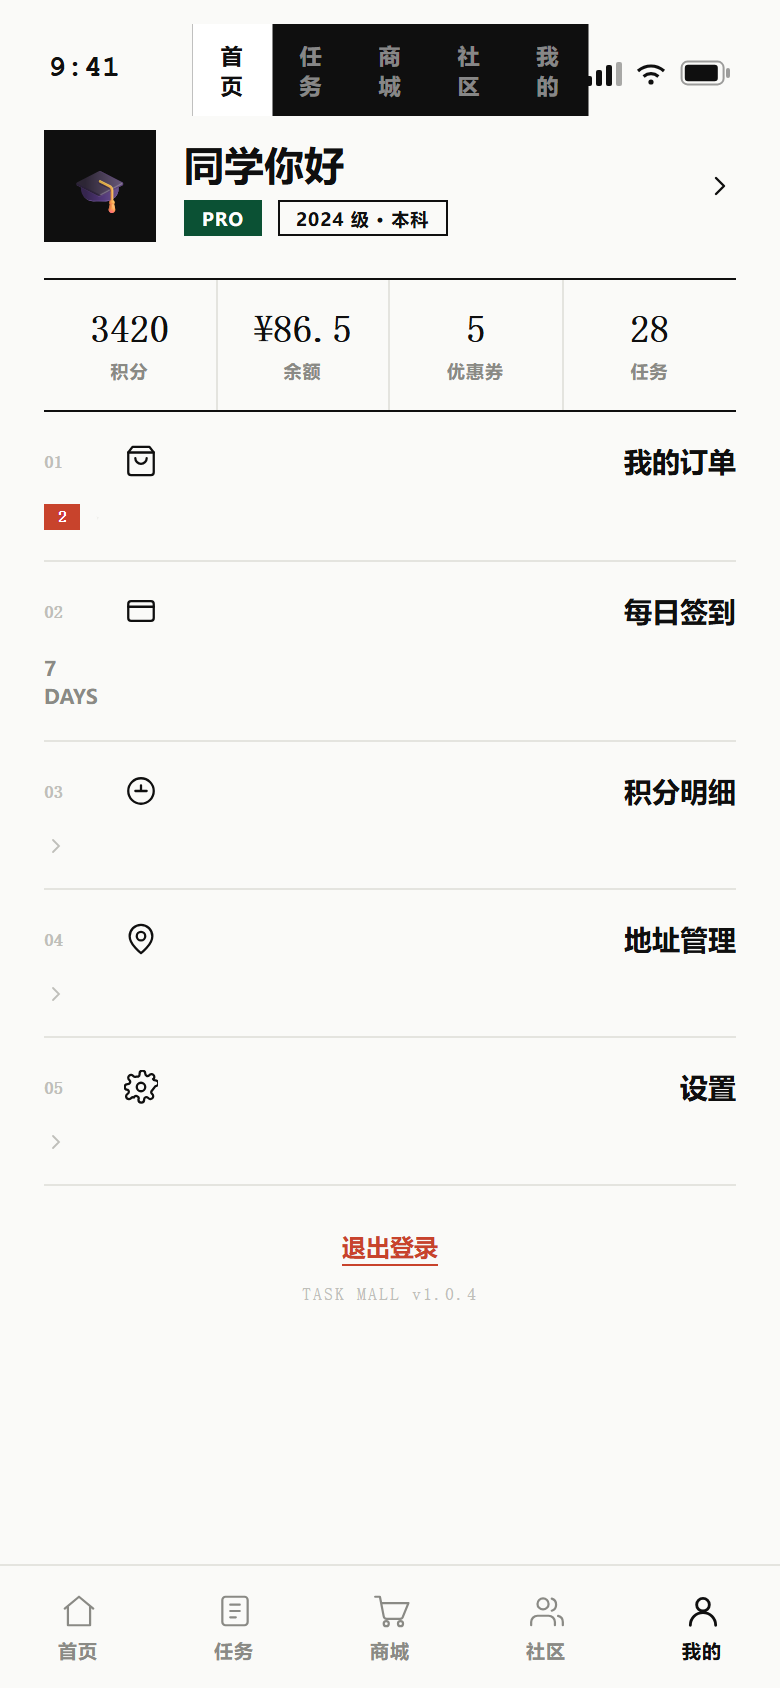 9:41
首页
任务
商城
社区
我的
同学你好
PRO
2024 级 · 本科
3420
¥86.5
5
28
积分
余额
优惠券
任务
01
我的订单
2
02
每日签到
7
DAYS
03
积分明细
04
地址管理
05
设置
退出登录
TASK MALL v1.0.4
首页
任务
商城
社区
我的